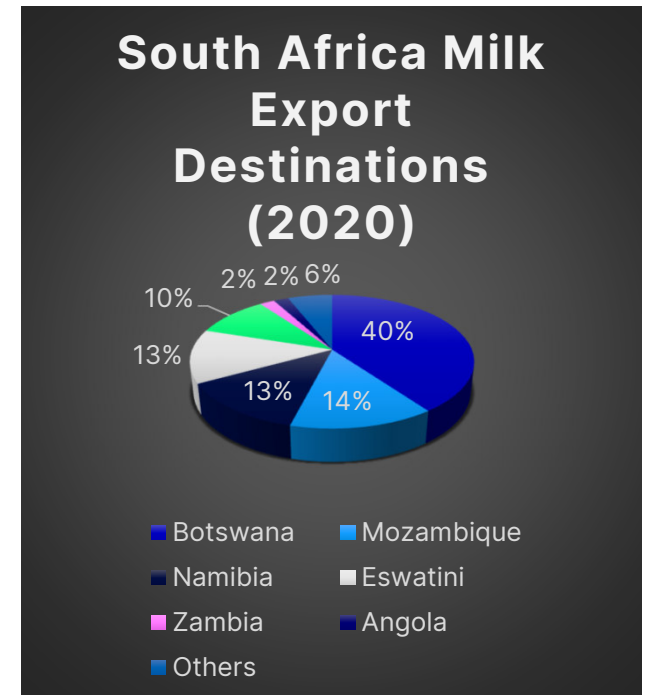 South Africa Milk
Export
Destinations
(2020)
2% 2% 6%
10%
40%
13%
13%
14%
Botswana Mozambique
Namibia Eswatini
Zambia Angola
Others